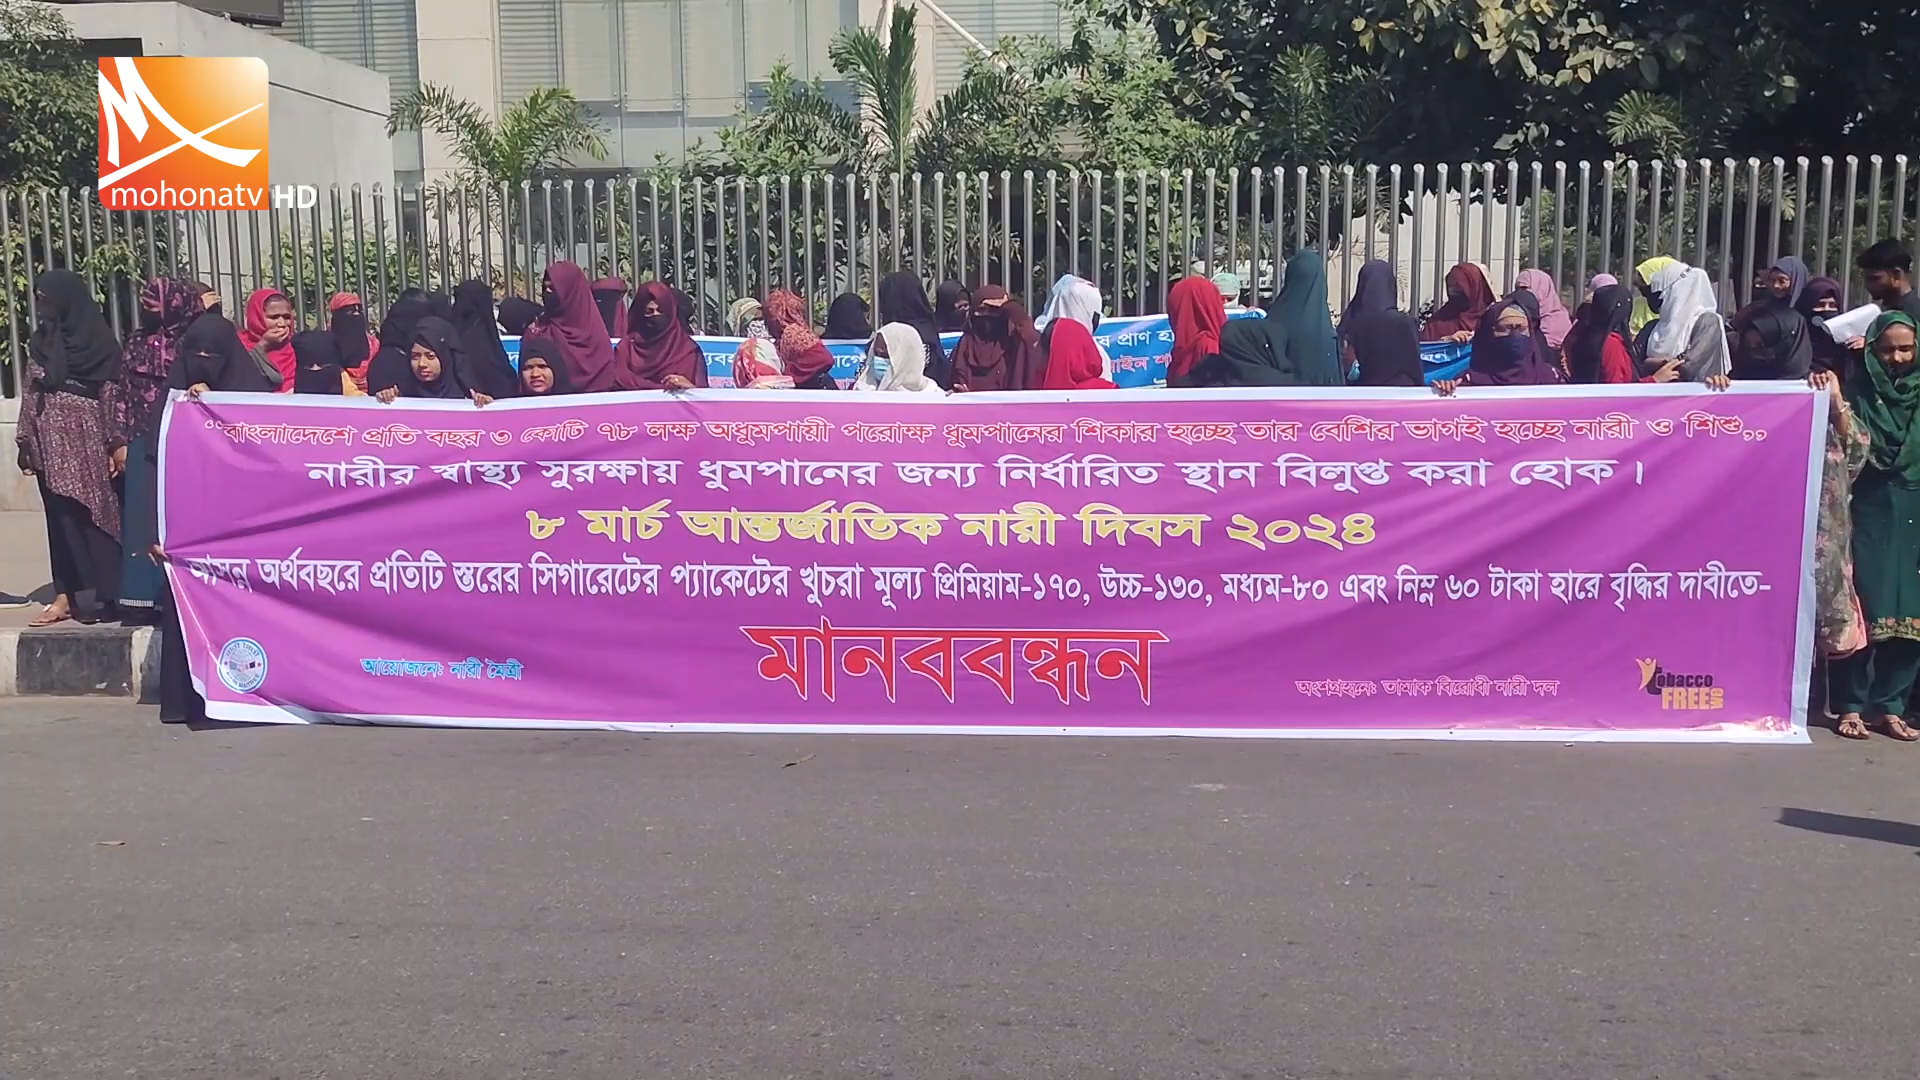 mohonatv HD
ষে প্রাণ
“বাংলাদেশে প্রতি বছর ৩ কোটি ৭৮ লক্ষ অধুমপায়ী পরোক্ষ ধুমপানের শিকার হচ্ছে তার বেশির ভাগই হচ্ছে নারী ও শিশু,,
নারীর স্বাস্থ্য সুরক্ষায় ধুমপানের জন্য নির্ধারিত স্থান বিলুপ্ত করা হোক।
৮ মার্চ আন্তর্জাতিক নারী দিবস ২০২৪
আসন্ন অর্থবছরে প্রতিটি স্তরের সিগারেটের প্যাকেটের খুচরা মূল্য প্রিমিয়াম-১৭০, উচ্চ-১৩০, মধ্যম-৮০ এবং নিম্ন ৬০ টাকা হারে বৃদ্ধির দাবীতে-
মানববন্ধন
আয়োজনে: নারী মৈত্রী
অংশগ্রহনে: তামাক বিরোধী নারী দল
Tobacco
FREE